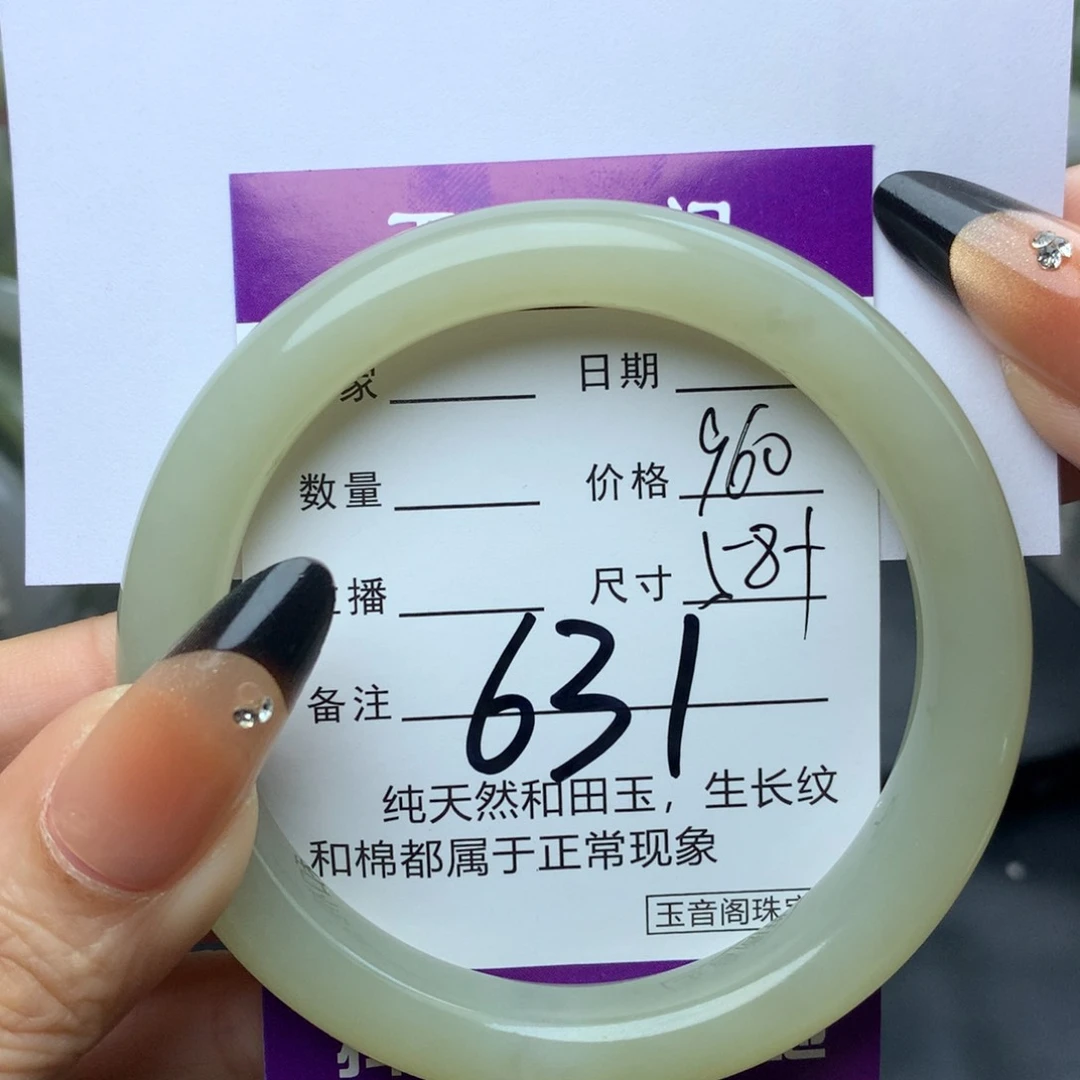 家 日期
数量 价格 960
播 尺寸 58+
备注 631
纯天然和田玉，生长纹
和棉都属于正常现象
玉音阁珠